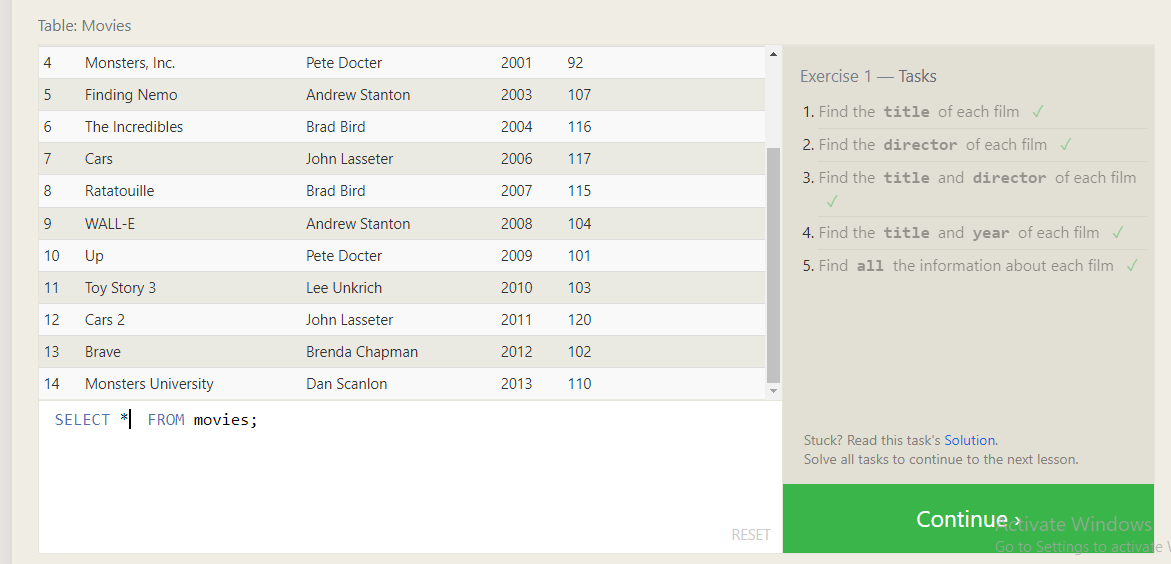 Table: Movies
4 Monsters, Inc. Pete Docter 2001 92
5 Finding Nemo Andrew Stanton 2003 107
6 The Incredibles Brad Bird 2004 116
7 Cars John Lasseter 2006 117
8 Ratatouille Brad Bird 2007 115
9 WALL-E Andrew Stanton 2008 104
10 Up Pete Docter 2009 101
11 Toy Story 3 Lee Unkrich 2010 103
12 Cars 2 John Lasseter 2011 120
13 Brave Brenda Chapman 2012 102
14 Monsters University Dan Scanlon 2013 110
SELECT * FROM movies;
RESET
Exercise 1 — Tasks
1. Find the title of each film ✓
2. Find the director of each film ✓
3. Find the title and director of each film
✓
4. Find the title and year of each film ✓
5. Find all the information about each film ✓
Stuck? Read this task's Solution.
Solve all tasks to continue to the next lesson.
Continue ›
Activate Windows
Go to Settings to activate W